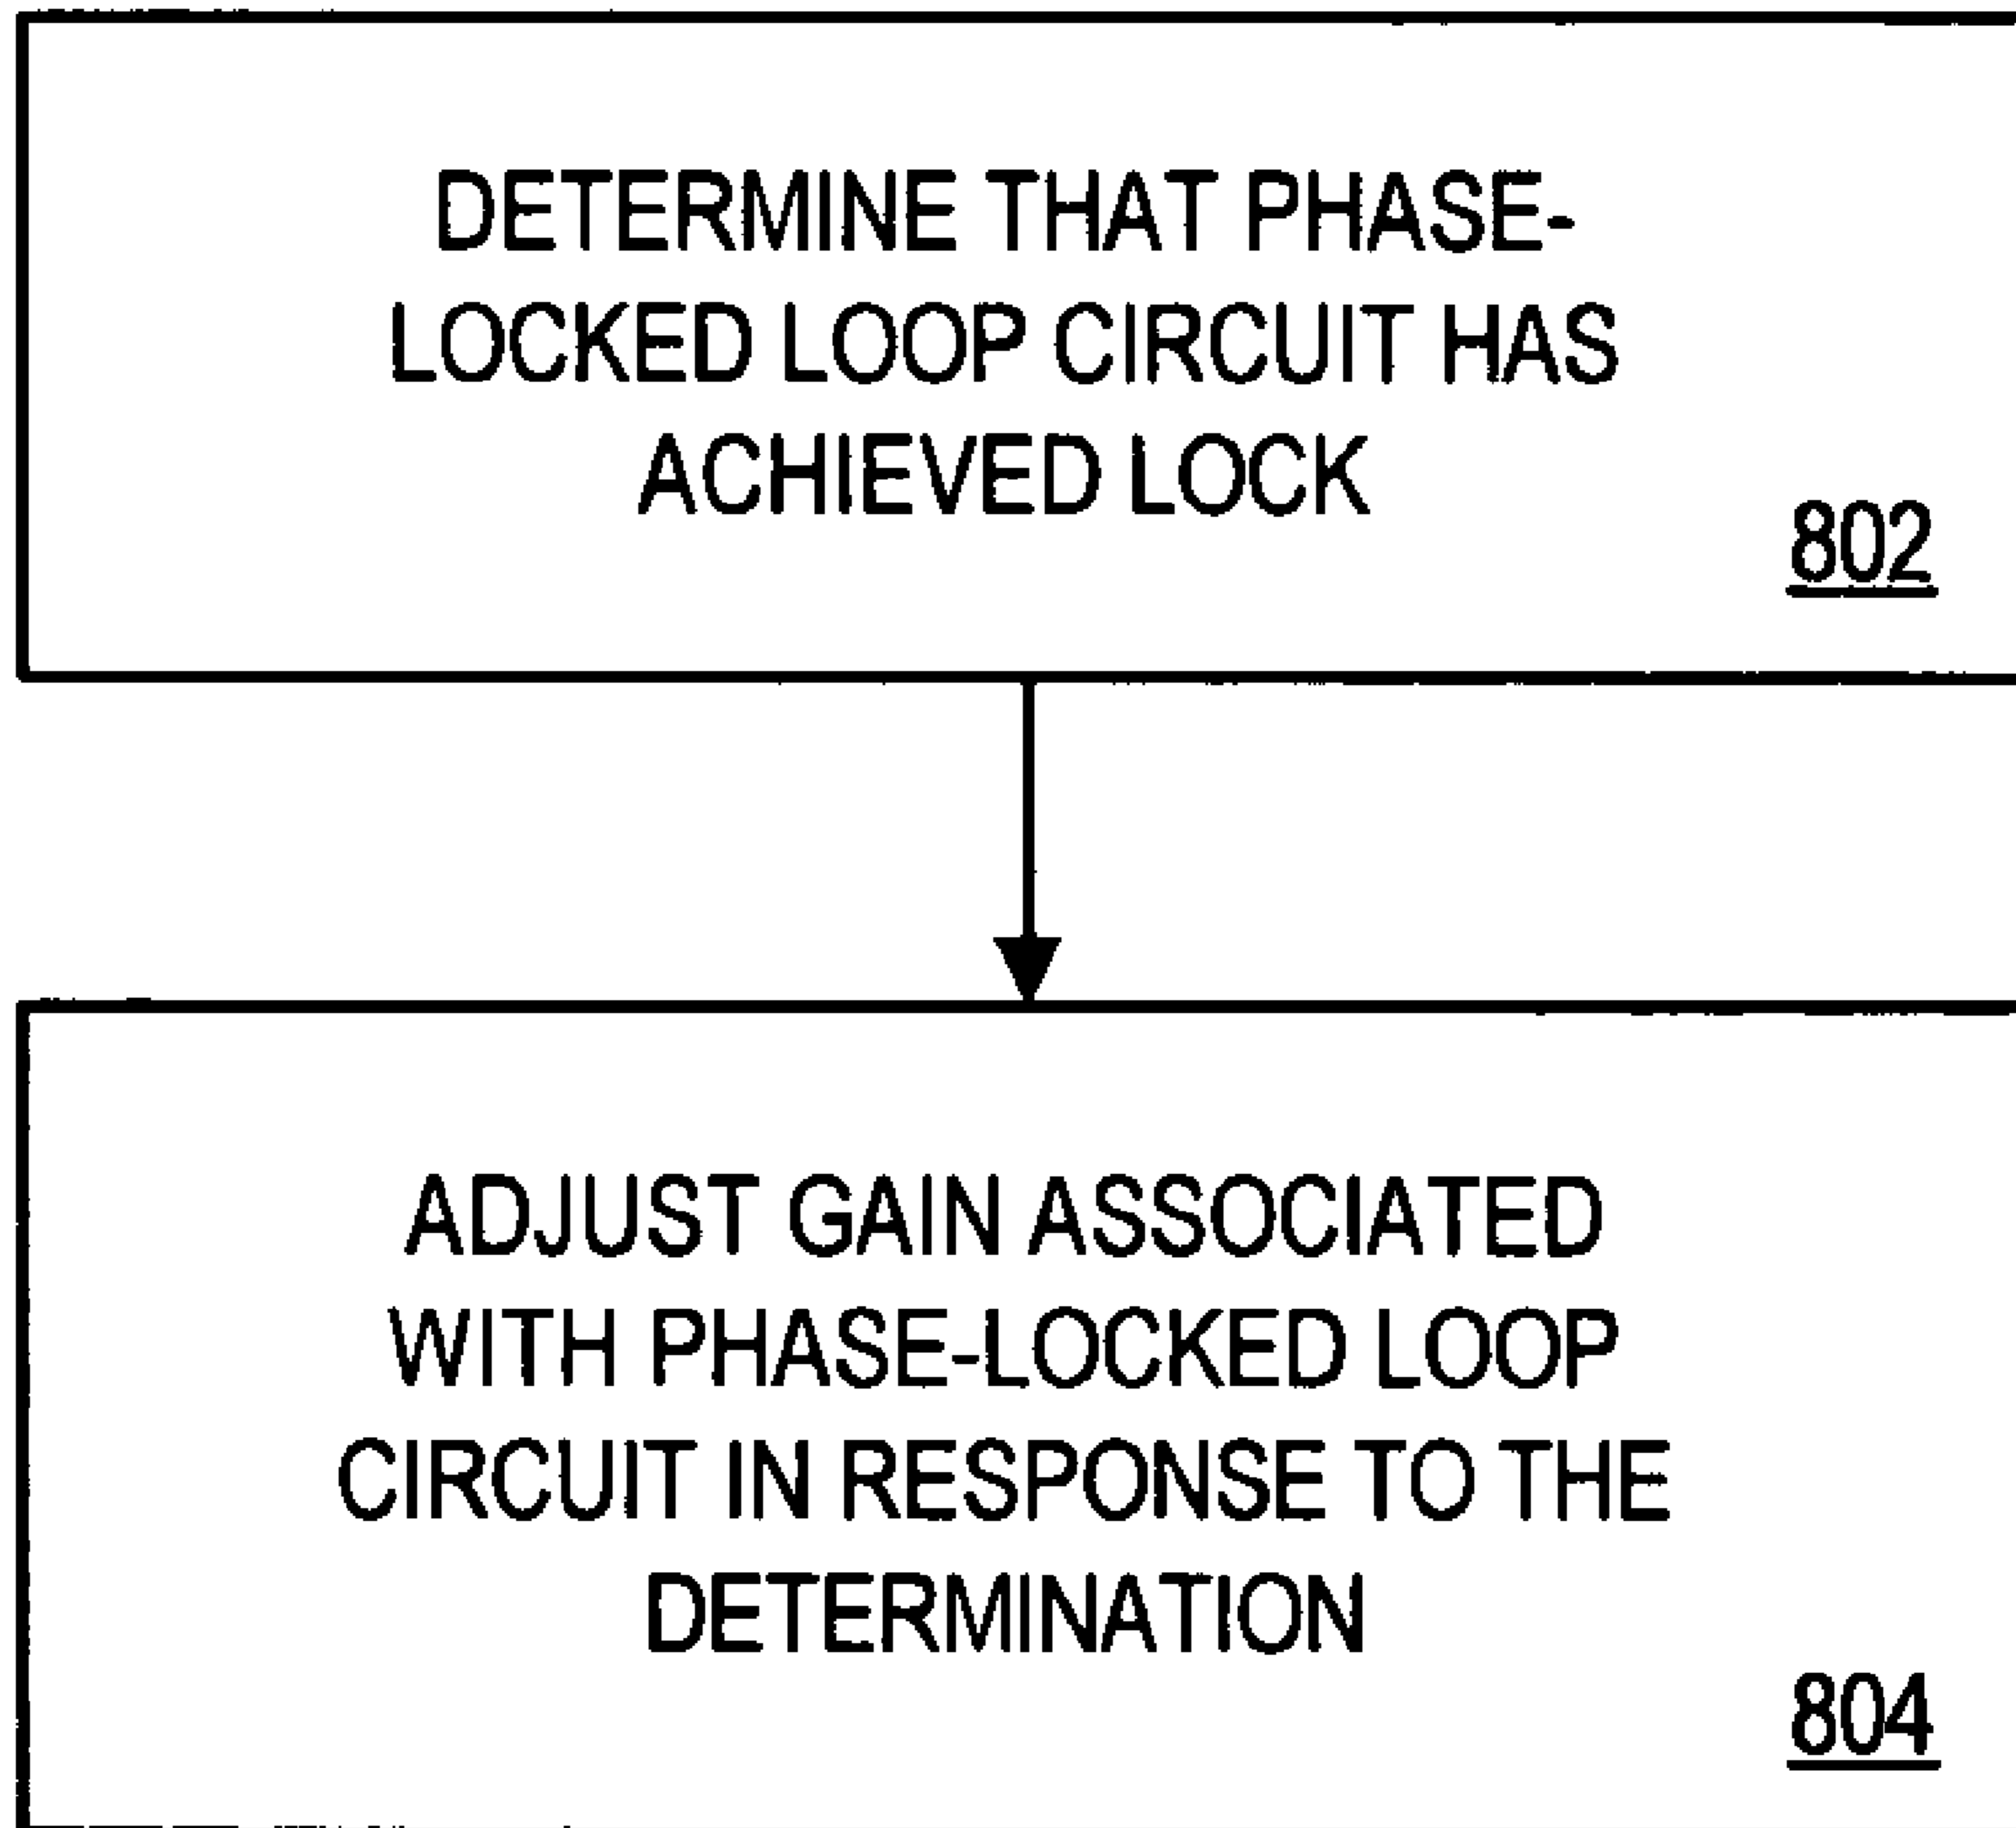 DETERMINE THAT PHASE-
LOCKED LOOP CIRCUIT HAS
ACHIEVED LOCK
802
ADJUST GAIN ASSOCIATED
WITH PHASE-LOCKED LOOP
CIRCUIT IN RESPONSE TO THE
DETERMINATION
804